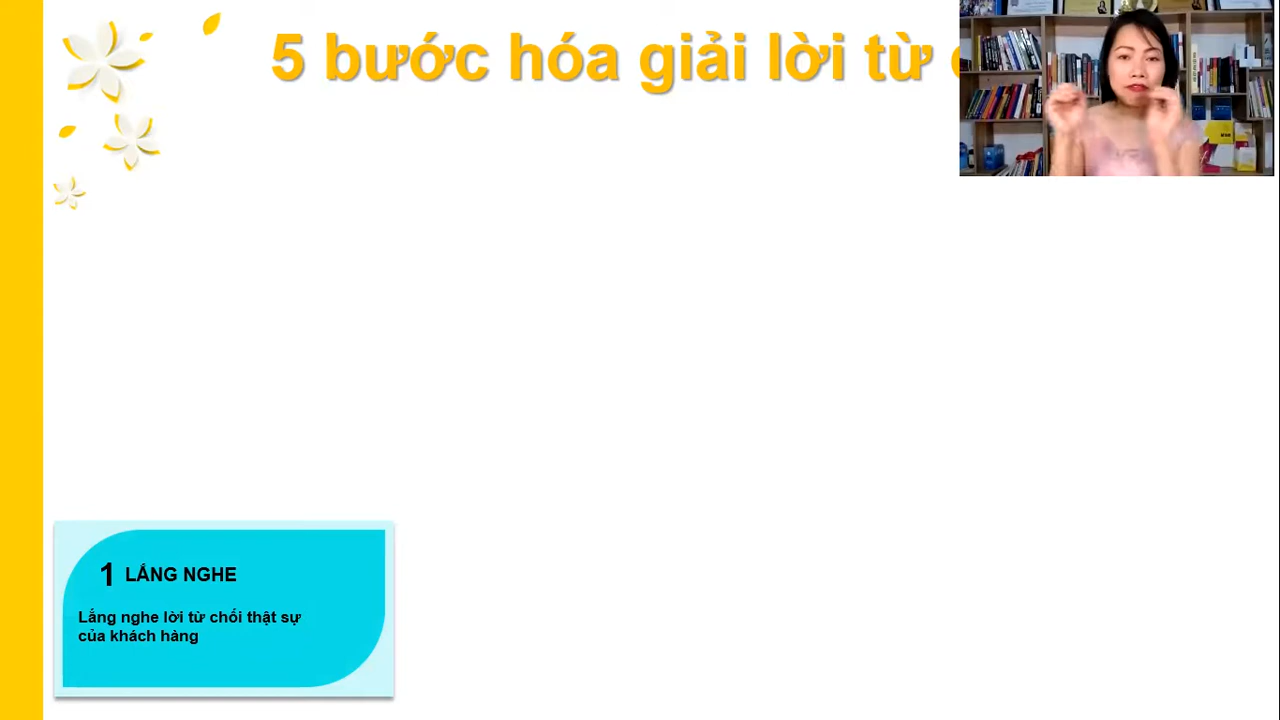 5 bước hóa giải lời từ
1 LẮNG NGHE
Lắng nghe lời từ chối thật sự
của khách hàng